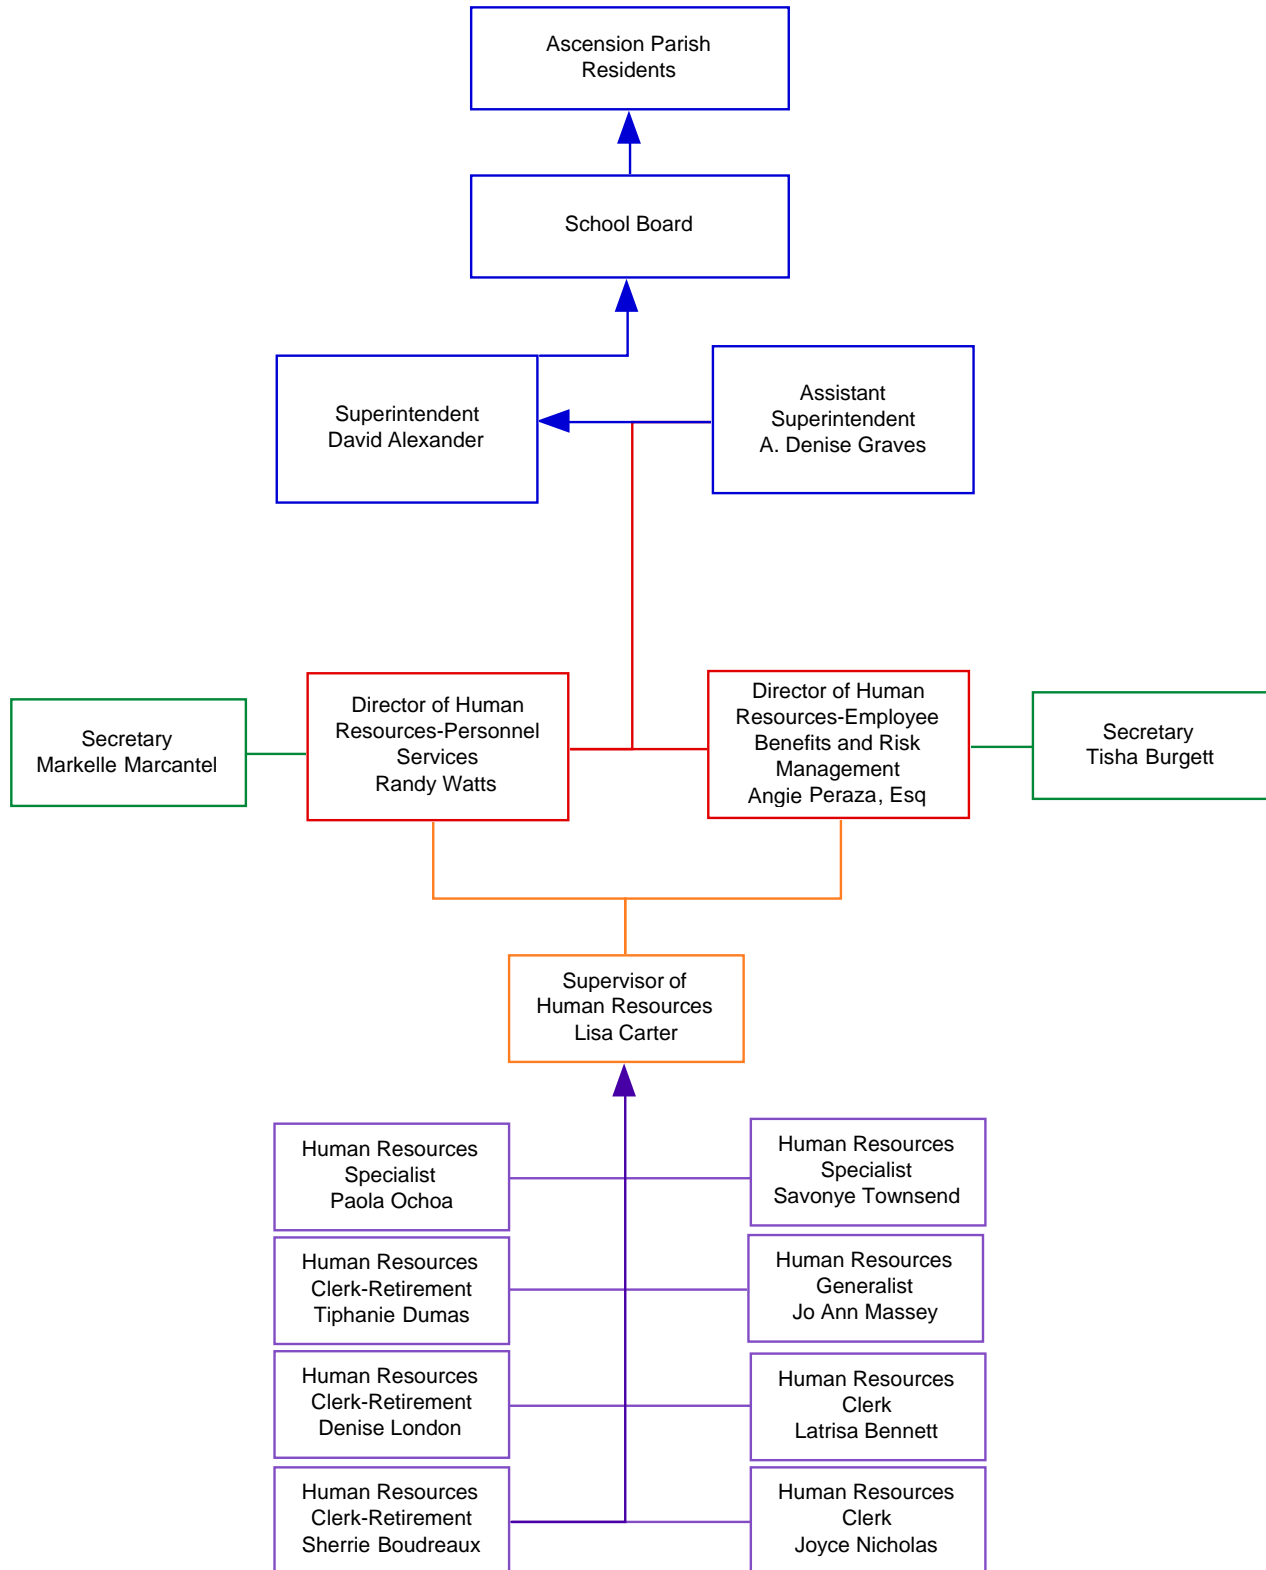 Ascension Parish
Residents
School Board
Superintendent
David Alexander
Assistant
Superintendent
A. Denise Graves
Secretary
Markelle Marcantel
Director of Human
Resources-Personnel
Services
Randy Watts
Director of Human
Resources-Employee
Benefits and Risk
Management
Angie Peraza, Esq
Secretary
Tisha Burgett
Supervisor of
Human Resources
Lisa Carter
Human Resources
Specialist
Paola Ochoa
Human Resources
Specialist
Savonye Townsend
Human Resources
Clerk-Retirement
Tiphanie Dumas
Human Resources
Generalist
Jo Ann Massey
Human Resources
Clerk-Retirement
Denise London
Human Resources
Clerk
Latrisa Bennett
Human Resources
Clerk-Retirement
Sherrie Boudreaux
Human Resources
Clerk
Joyce Nicholas